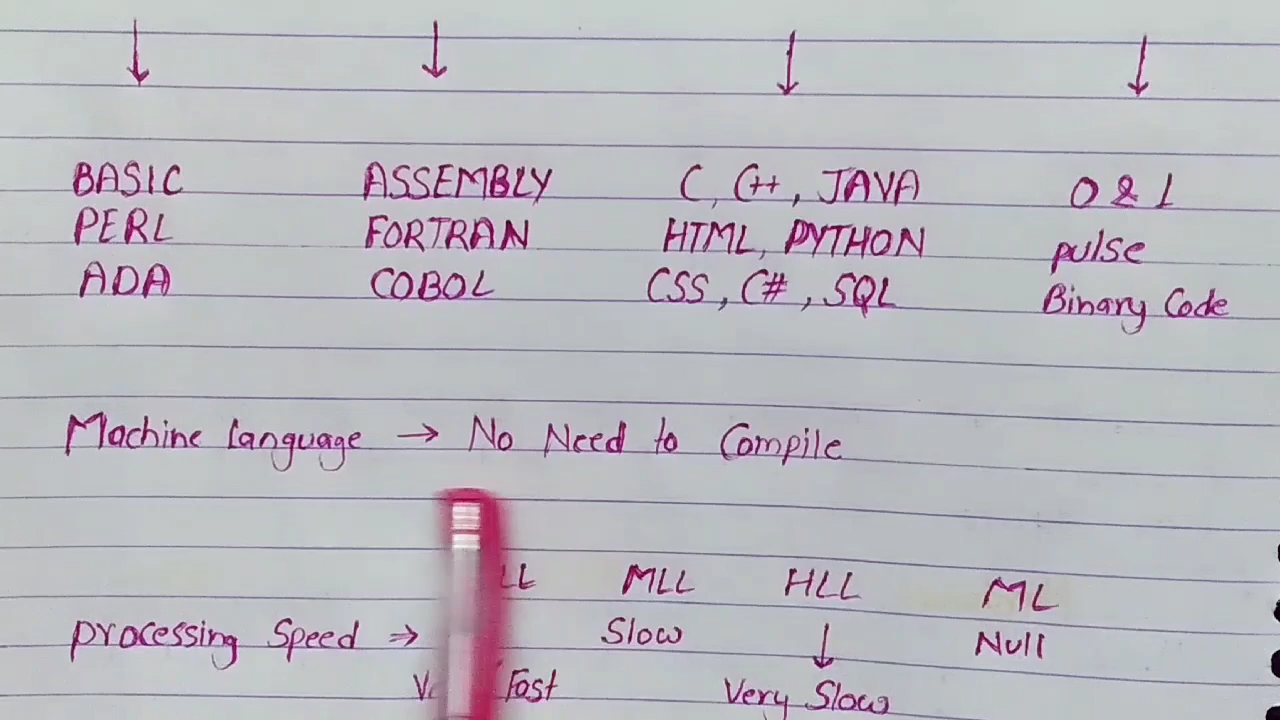 BASIC ASSEMBLY C, C++, JAVA 0 & 1
PERL FORTRAN HTML, PYTHON pulse
ADA COBOL CSS, C#, SQL Binary Code
Machine Language → No Need to Compile
MLL HLL ML
Processing Speed ⇒ Slow ↓ Null
Fast Very Slow